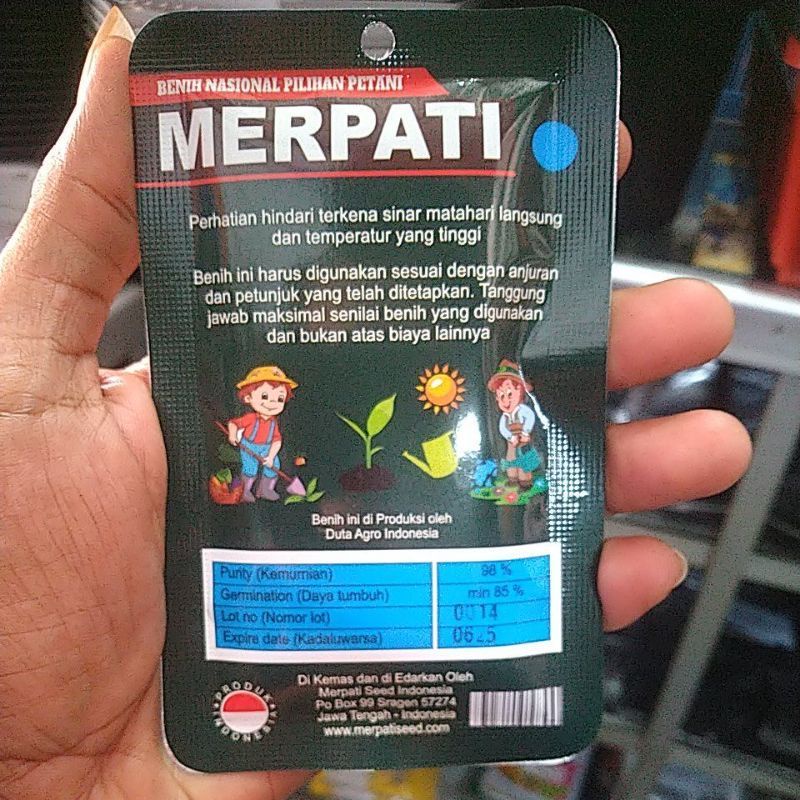 BENIH NASIONAL PILIHAN PETANI
MERPATI
Perhatian hindari terkena sinar matahari langsung
dan temperatur yang tinggi
Benih ini harus digunakan sesuai dengan anjuran
dan petunjuk yang telah ditetapkan. Tanggung
jawab maksimal senilai benih yang digunakan
dan bukan atas biaya lainnya
Benih ini di Produksi oleh
Duta Agro Indonesia
Purity (Kemurnian) 98 %
Germination (Daya tumbuh) min 85 %
Lot no (Nomor lot)
Expire date (Kadaluwarsa)
PRODUK INDONESIA
Di Kemas dan di Edarkan Oleh
Merpati Seed Indonesia
Po Box 99 Sragen 57274
Jawa Tengah - Indonesia
www.merpatiseed.com